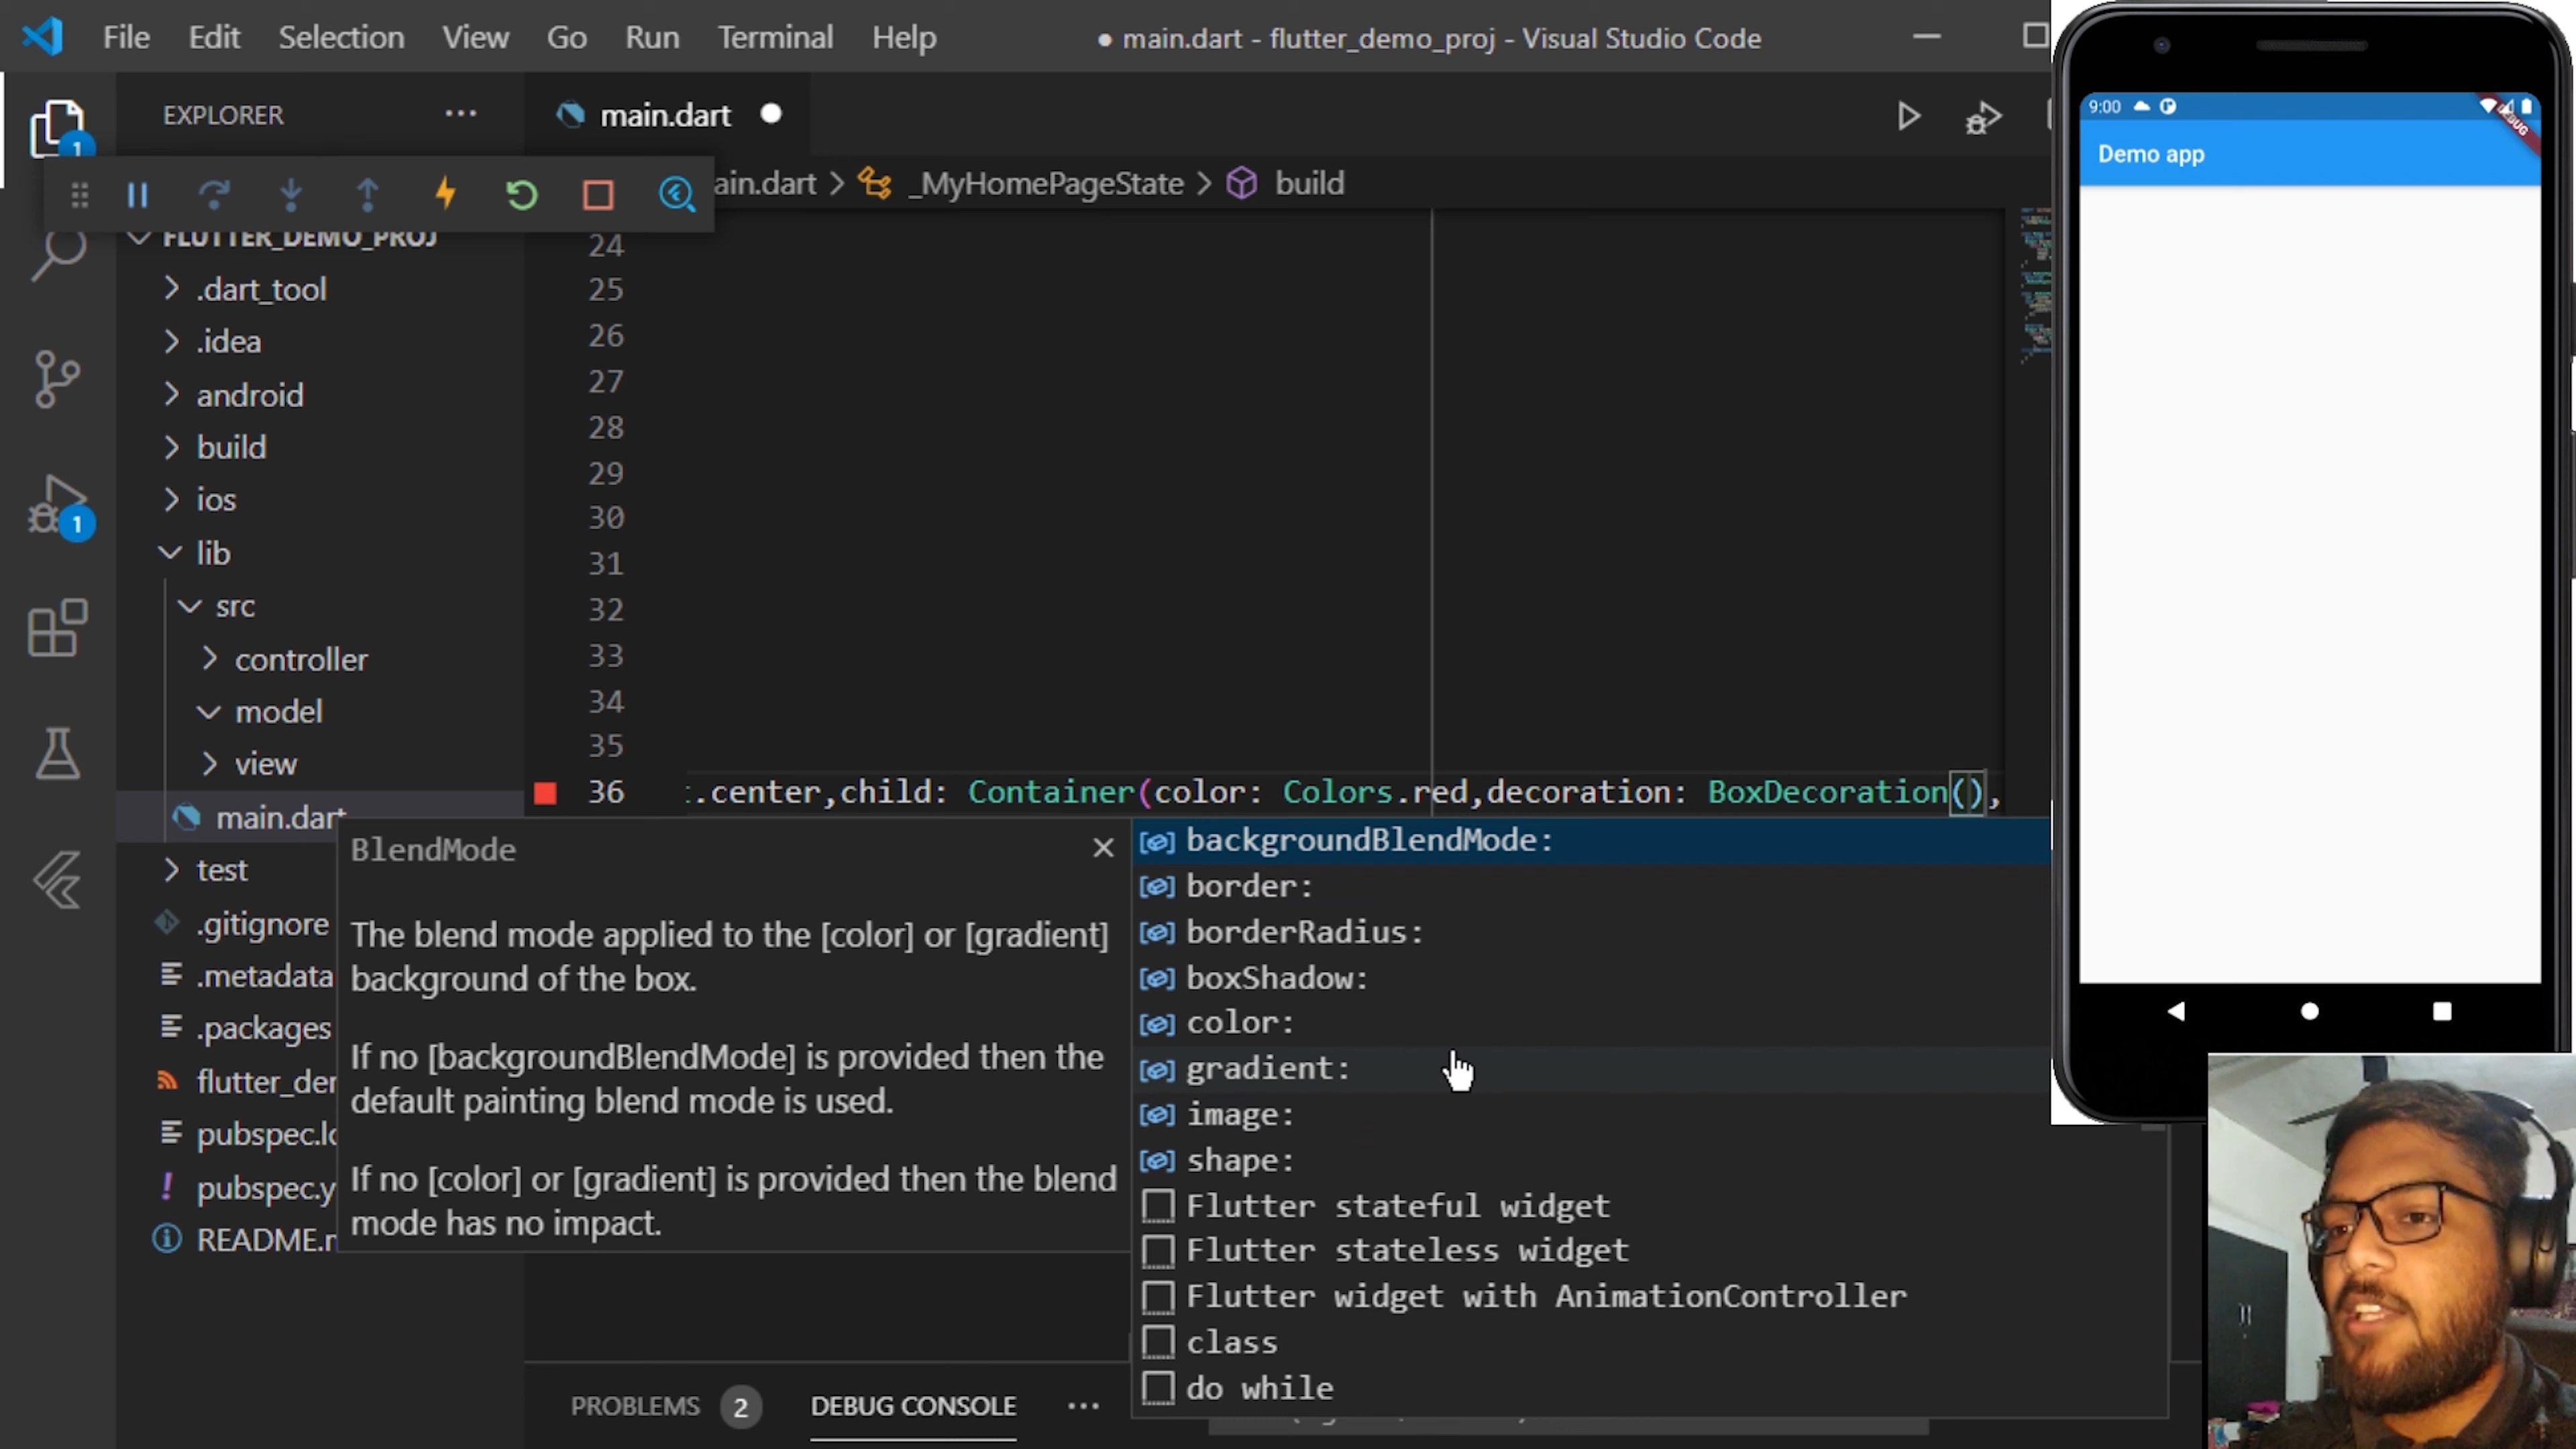 File Edit Selection View Go Run Terminal Help
● main.dart - flutter_demo_proj - Visual Studio Code
EXPLORER ...
main.dart
ain.dart > _MyHomePageState > build
1
FLUTTER_DEMO_PROJ
.dart_tool
.idea
android
build
ios
lib
src
controller
model
view
main.dart
test
.gitignore
.metadata
.packages
flutter_der
pubspec.lo
pubspec.y
README.m
1
24
25
26
27
28
29
30
31
32
33
34
35
36 .center,child: Container(color: Colors.red,decoration: BoxDecoration(),
BlendMode
The blend mode applied to the [color] or [gradient]
background of the box.
If no [backgroundBlendMode] is provided then the
default painting blend mode is used.
If no [color] or [gradient] is provided then the blend
mode has no impact.
backgroundBlendMode:
border:
borderRadius:
boxShadow:
color:
gradient:
image:
shape:
Flutter stateful widget
Flutter stateless widget
Flutter widget with AnimationController
class
do while
PROBLEMS 2 DEBUG CONSOLE ...
9:00
DEBUG
Demo app